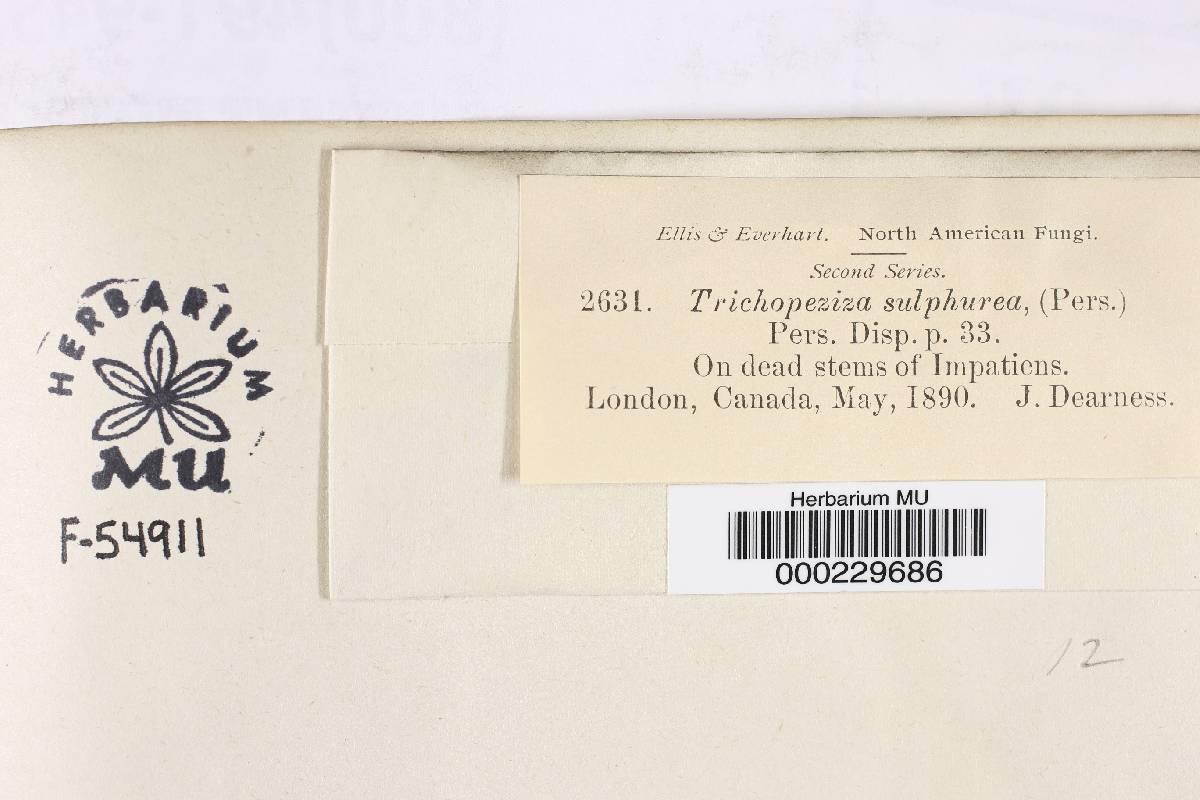 Ellis & Everhart. North American Fungi.
Second Series.
2631. Trichopeziza sulphurea, (Pers.)
Pers. Disp. p. 33.
On dead stems of Impatiens.
London, Canada, May, 1890. J. Dearness.
HERBARIUM
MU
F-54911
Herbarium MU
000229686
12